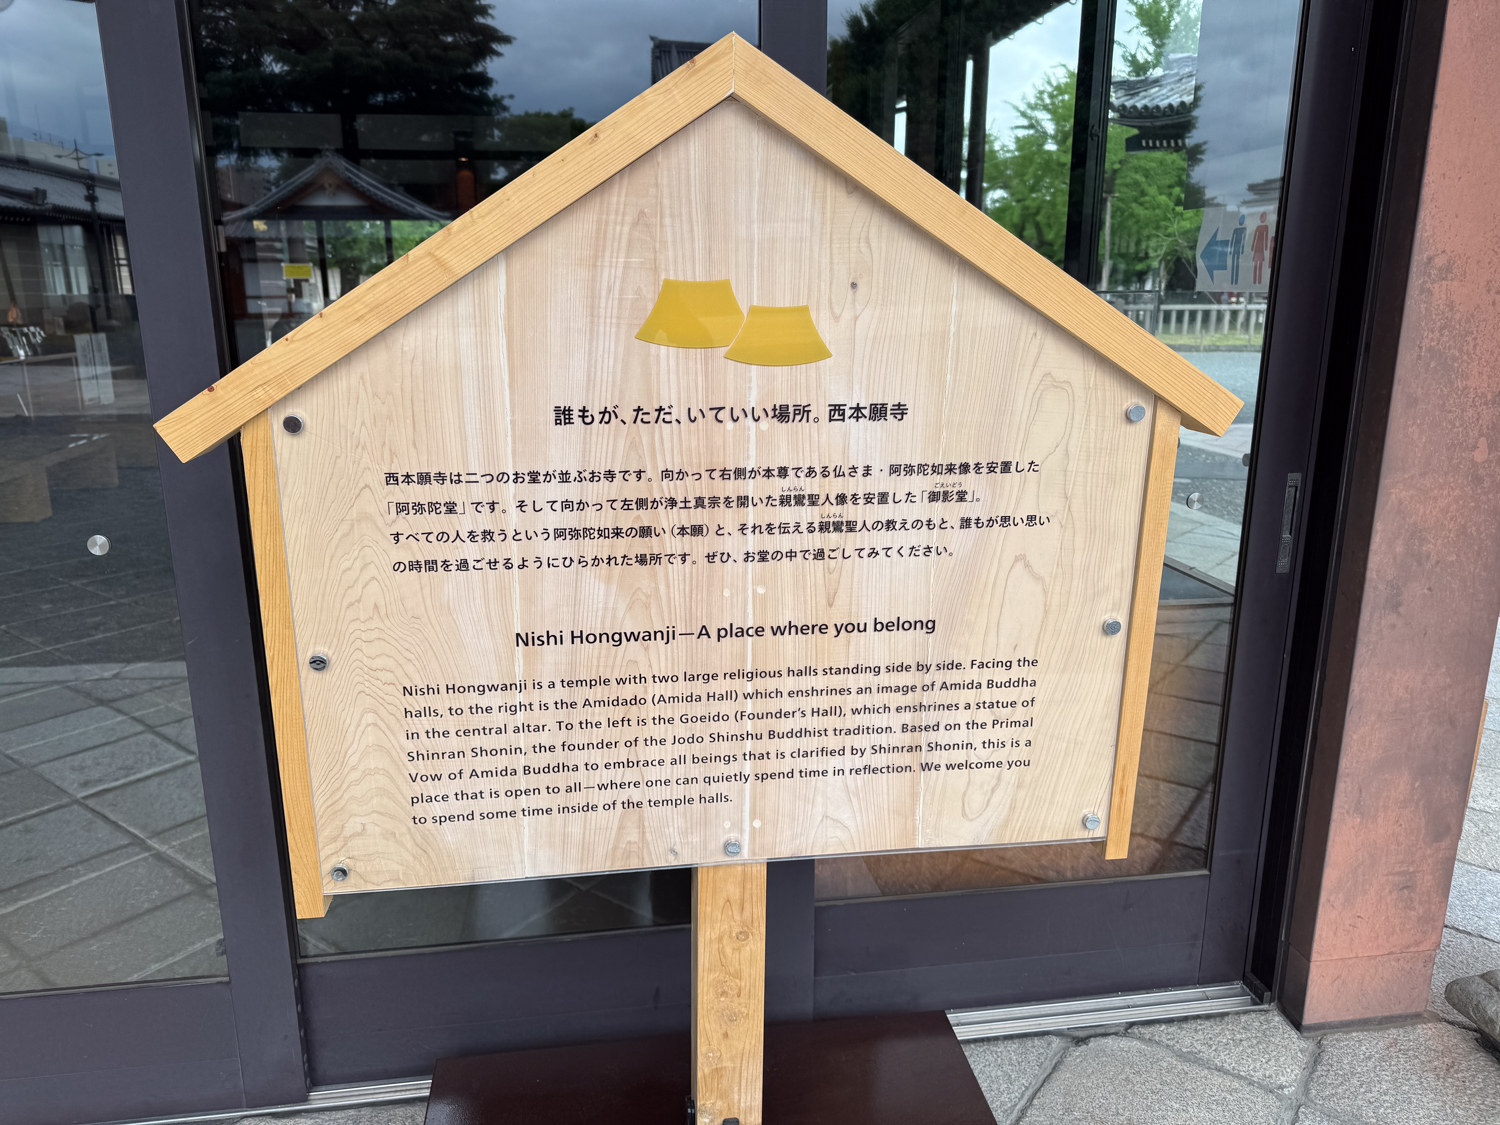 誰もが、ただ、いていい場所。西本願寺
西本願寺は二つのお堂が並ぶお寺です。向かって右側が本尊である仏さま・阿弥陀如来像を安置した
「阿弥陀堂」です。そして向かって左側が浄土真宗を開いた親鸞聖人像を安置した「御影堂」。
すべての人を救うという阿弥陀如来の願い（本願）と、それを伝える親鸞聖人の教えのもと、誰もが思い思い
の時間を過ごせるようにひらかれた場所です。ぜひ、お堂の中で過ごしてみてください。
Nishi Hongwanji—A place where you belong
Nishi Hongwanji is a temple with two large religious halls standing side by side. Facing the
halls, to the right is the Amidado (Amida Hall) which enshrines an image of Amida Buddha
in the central altar. To the left is the Goeido (Founder's Hall), which enshrines a statue of
Shinran Shonin, the founder of the Jodo Shinshu Buddhist tradition. Based on the Primal
Vow of Amida Buddha to embrace all beings that is clarified by Shinran Shonin, this is a
place that is open to all—where one can quietly spend time in reflection. We welcome you
to spend some time inside of the temple halls.